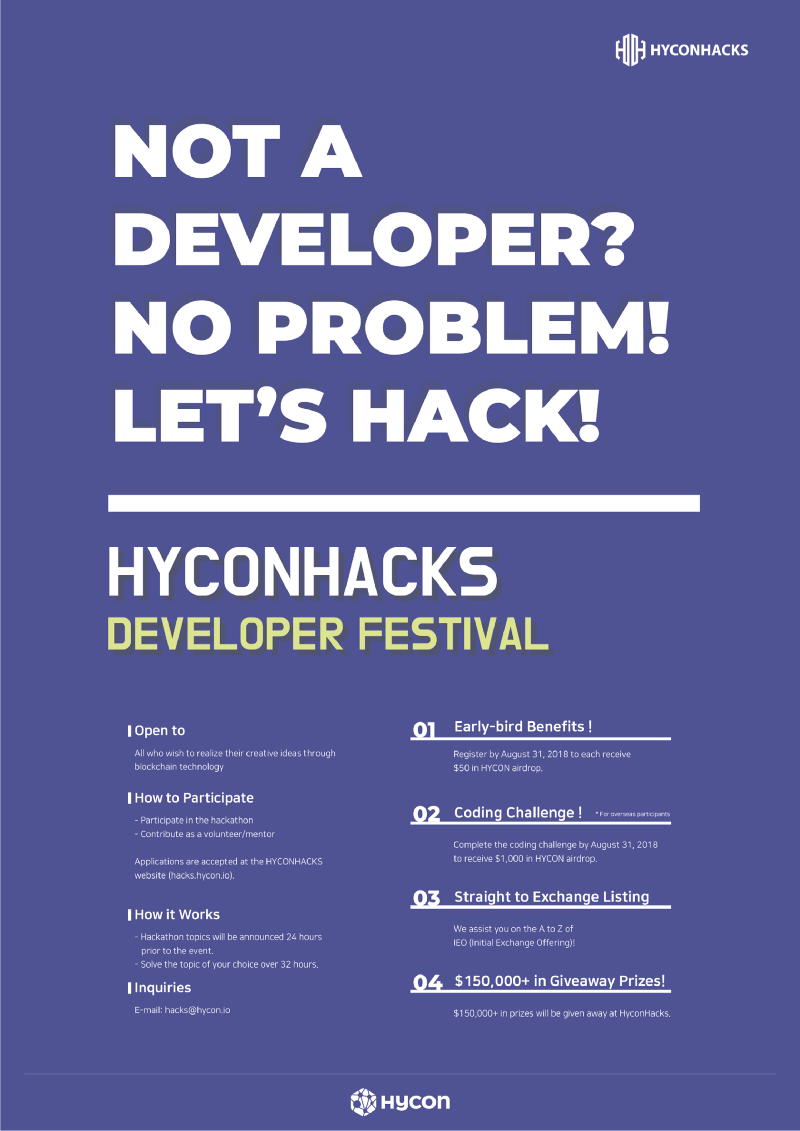 HYCONHACKS
NOT A
DEVELOPER?
NO PROBLEM!
LET'S HACK!
HYCONHACKS
DEVELOPER FESTIVAL
Open to
All who wish to realize their creative ideas through
blockchain technology
How to Participate
- Participate in the hackathon
- Contribute as a volunteer/mentor
Applications are accepted at the HYCONHACKS
website (hacks.hycon.io).
How it Works
- Hackathon topics will be announced 24 hours
prior to the event.
- Solve the topic of your choice over 32 hours.
Inquiries
E-mail: hacks@hycon.io
01 Early-bird Benefits !
Register by August 31, 2018 to each receive
$50 in HYCON airdrop.
02 Coding Challenge ! * For overseas participants
Complete the coding challenge by August 31, 2018
to receive $1,000 in HYCON airdrop.
03 Straight to Exchange Listing
We assist you on the A to Z of
IEO (Initial Exchange Offering)!
04 $150,000+ in Giveaway Prizes!
$150,000+ in prizes will be given away at HyconHacks.
Hycon